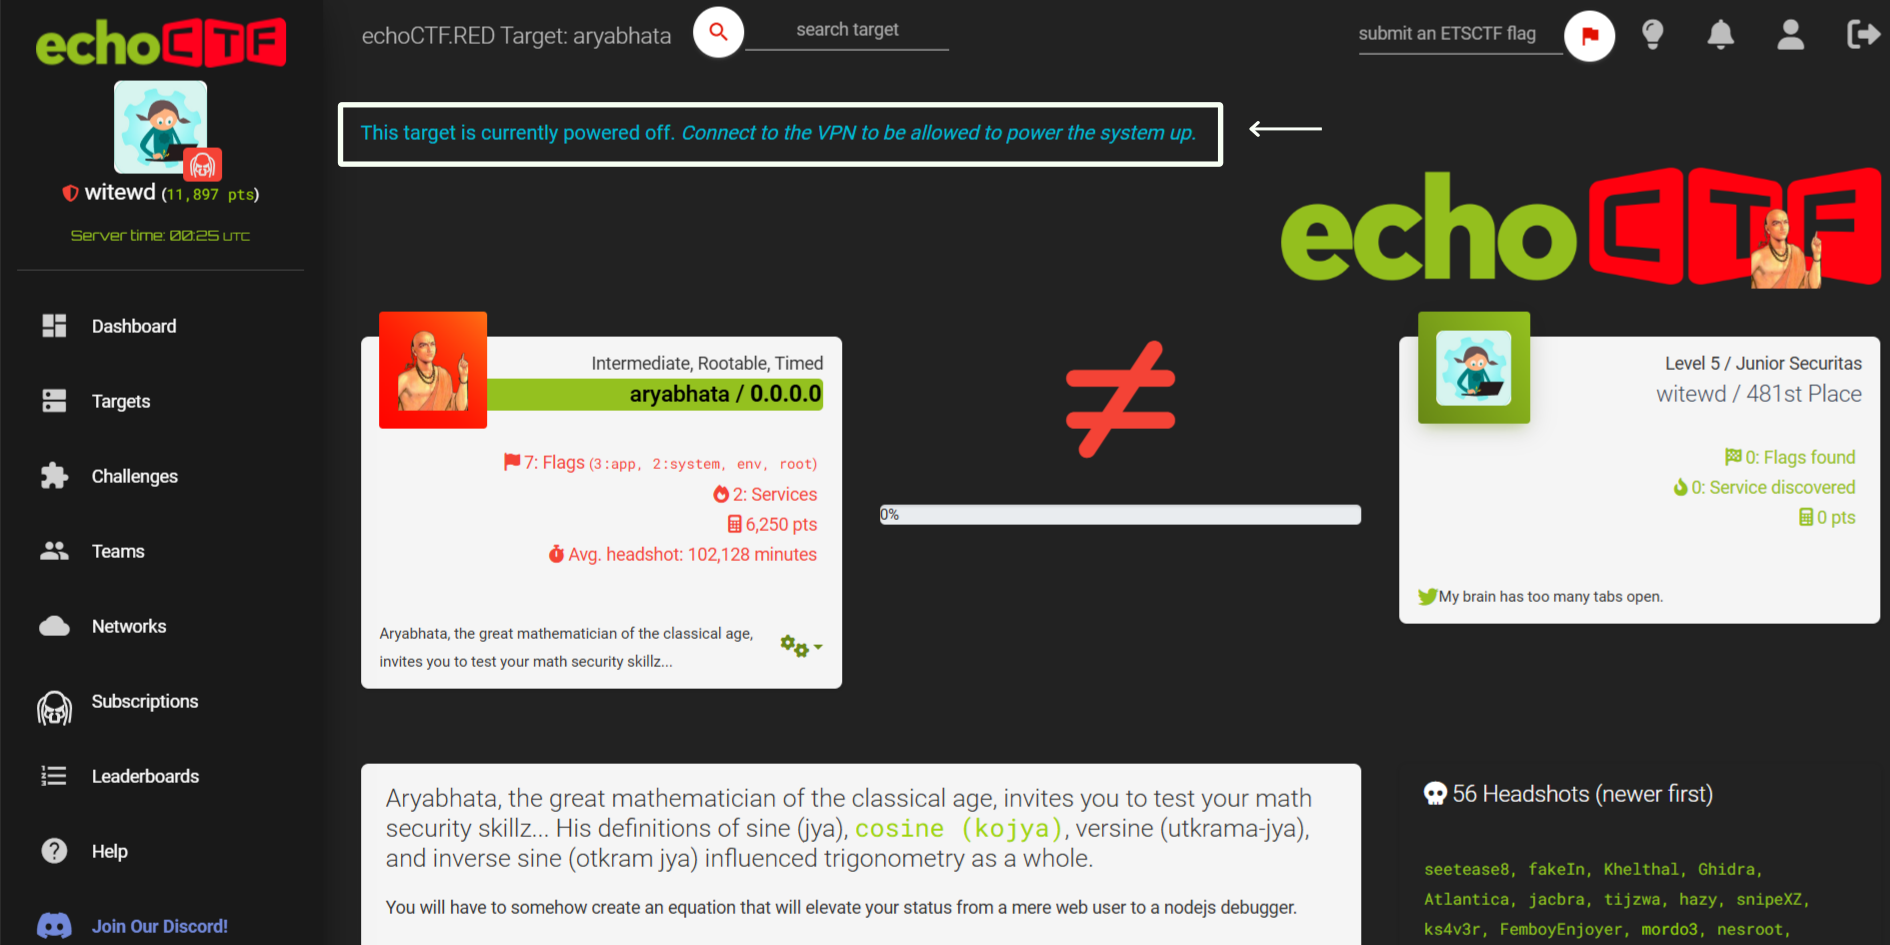 echoCTF
witewd (11,897 pts)
Server time: 00:25 UTC
Dashboard
Targets
Challenges
Teams
Networks
Subscriptions
Leaderboards
Help
Join Our Discord!
echoCTF.RED Target: aryabhata
search target
submit an ETSCTF flag
This target is currently powered off. Connect to the VPN to be allowed to power the system up.
echoCTF
Intermediate, Rootable, Timed
aryabhata / 0.0.0.0
7: Flags (3:app, 2:system, env, root)
2: Services
6,250 pts
Avg. headshot: 102,128 minutes
Aryabhata, the great mathematician of the classical age,
invites you to test your math security skillz...
0%
Level 5 / Junior Securitas
witewd / 481st Place
0: Flags found
0: Service discovered
0 pts
My brain has too many tabs open.
Aryabhata, the great mathematician of the classical age, invites you to test your math
security skillz... His definitions of sine (jya), cosine (kojya), versine (utkrama-jya),
and inverse sine (otkram jya) influenced trigonometry as a whole.
You will have to somehow create an equation that will elevate your status from a mere web user to a nodejs debugger.
56 Headshots (newer first)
seetease8, fakeIn, Khelthal, Ghidra,
Atlantica, jacbra, tijzwa, hazy, snipeXZ,
ks4v3r, FemboyEnjoyer, mordo3, nesroot,